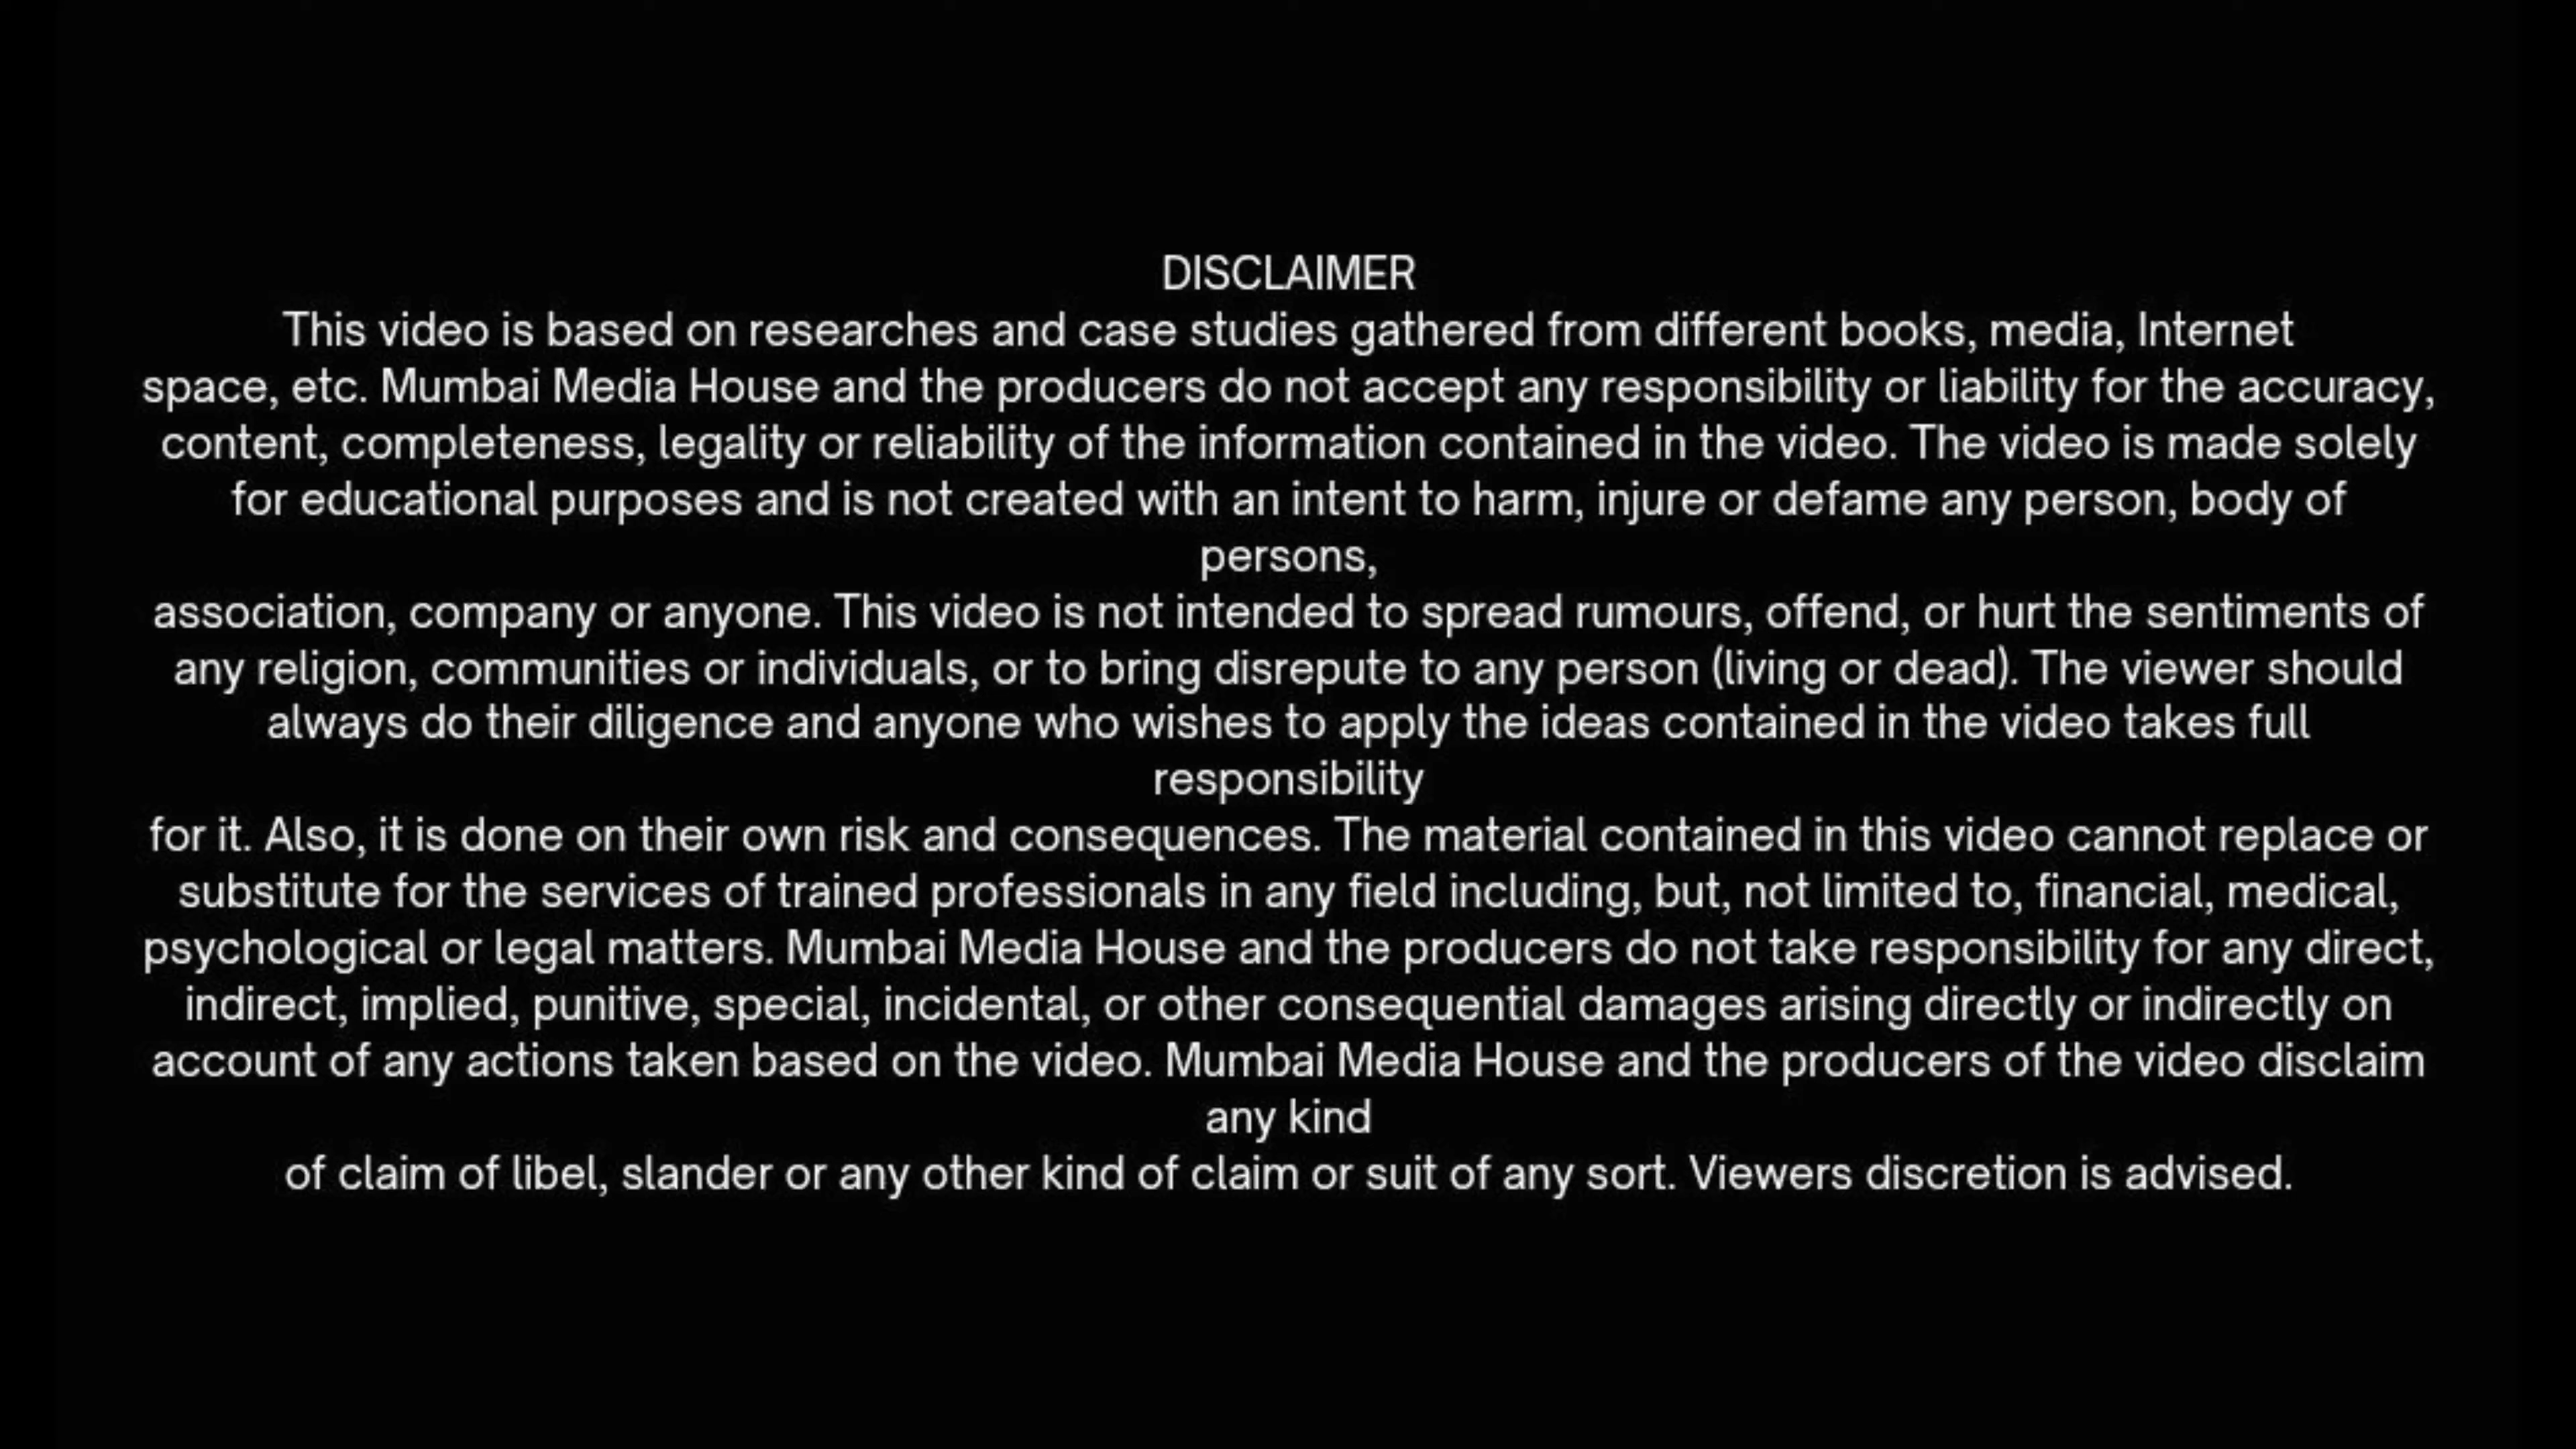 DISCLAIMER
This video is based on researches and case studies gathered from different books, media, Internet
space, etc. Mumbai Media House and the producers do not accept any responsibility or liability for the accuracy,
content, completeness, legality or reliability of the information contained in the video. The video is made solely
for educational purposes and is not created with an intent to harm, injure or defame any person, body of
persons,
association, company or anyone. This video is not intended to spread rumours, offend, or hurt the sentiments of
any religion, communities or individuals, or to bring disrepute to any person (living or dead). The viewer should
always do their diligence and anyone who wishes to apply the ideas contained in the video takes full
responsibility
for it. Also, it is done on their own risk and consequences. The material contained in this video cannot replace or
substitute for the services of trained professionals in any field including, but, not limited to, financial, medical,
psychological or legal matters. Mumbai Media House and the producers do not take responsibility for any direct,
indirect, implied, punitive, special, incidental, or other consequential damages arising directly or indirectly on
account of any actions taken based on the video. Mumbai Media House and the producers of the video disclaim
any kind
of claim of libel, slander or any other kind of claim or suit of any sort. Viewers discretion is advised.